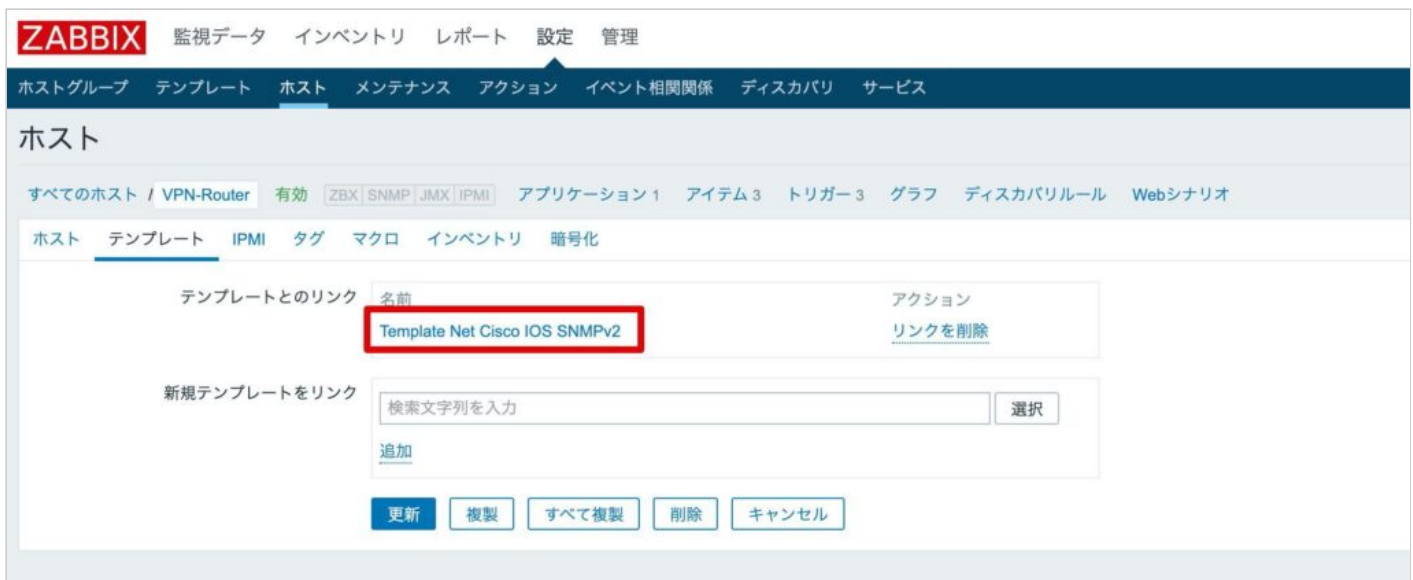 ZABBIX 監視データ インベントリ レポート 設定 管理
ホストグループ テンプレート ホスト メンテナンス アクション イベント相関関係 ディスカバリ サービス
ホスト
すべてのホスト / VPN-Router 有効 ZBX SNMP JMX IPMI アプリケーション 1 アイテム 3 トリガー 3 グラフ ディスカバリルール Webシナリオ
ホスト テンプレート IPMI タグ マクロ インベントリ 暗号化
テンプレートとのリンク 名前 アクション
Template Net Cisco IOS SNMPv2 リンクを削除
新規テンプレートをリンク 検索文字列を入力 選択
追加
更新 複製 すべて複製 削除 キャンセル